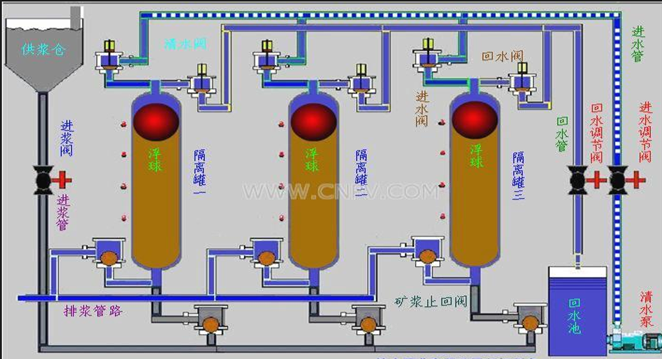 供浆仓
清水阀
回水阀
进水管
进浆阀
进浆管
浮球
隔离罐一
浮球
隔离罐一
进水阀
浮球
隔离罐三
回水管
回水调节阀
进水调节阀
WWW.CNPV.COM
排浆管路
矿浆止回阀
回水池
清水泵